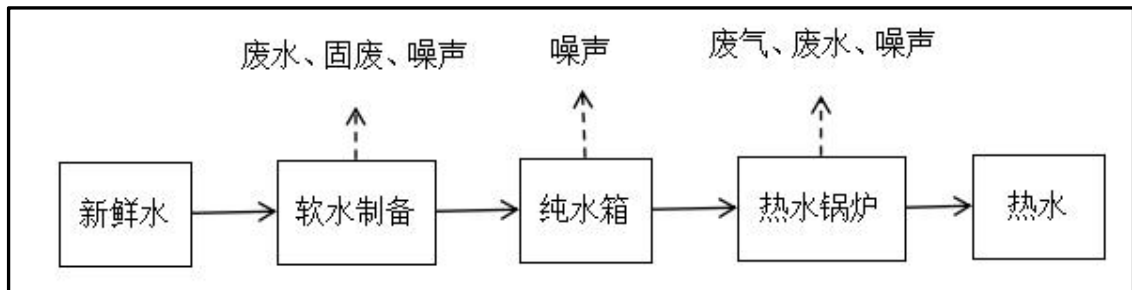 废水、固废、噪声
噪声
废气、废水、噪声
新鲜水
软水制备
纯水箱
热水锅炉
热水